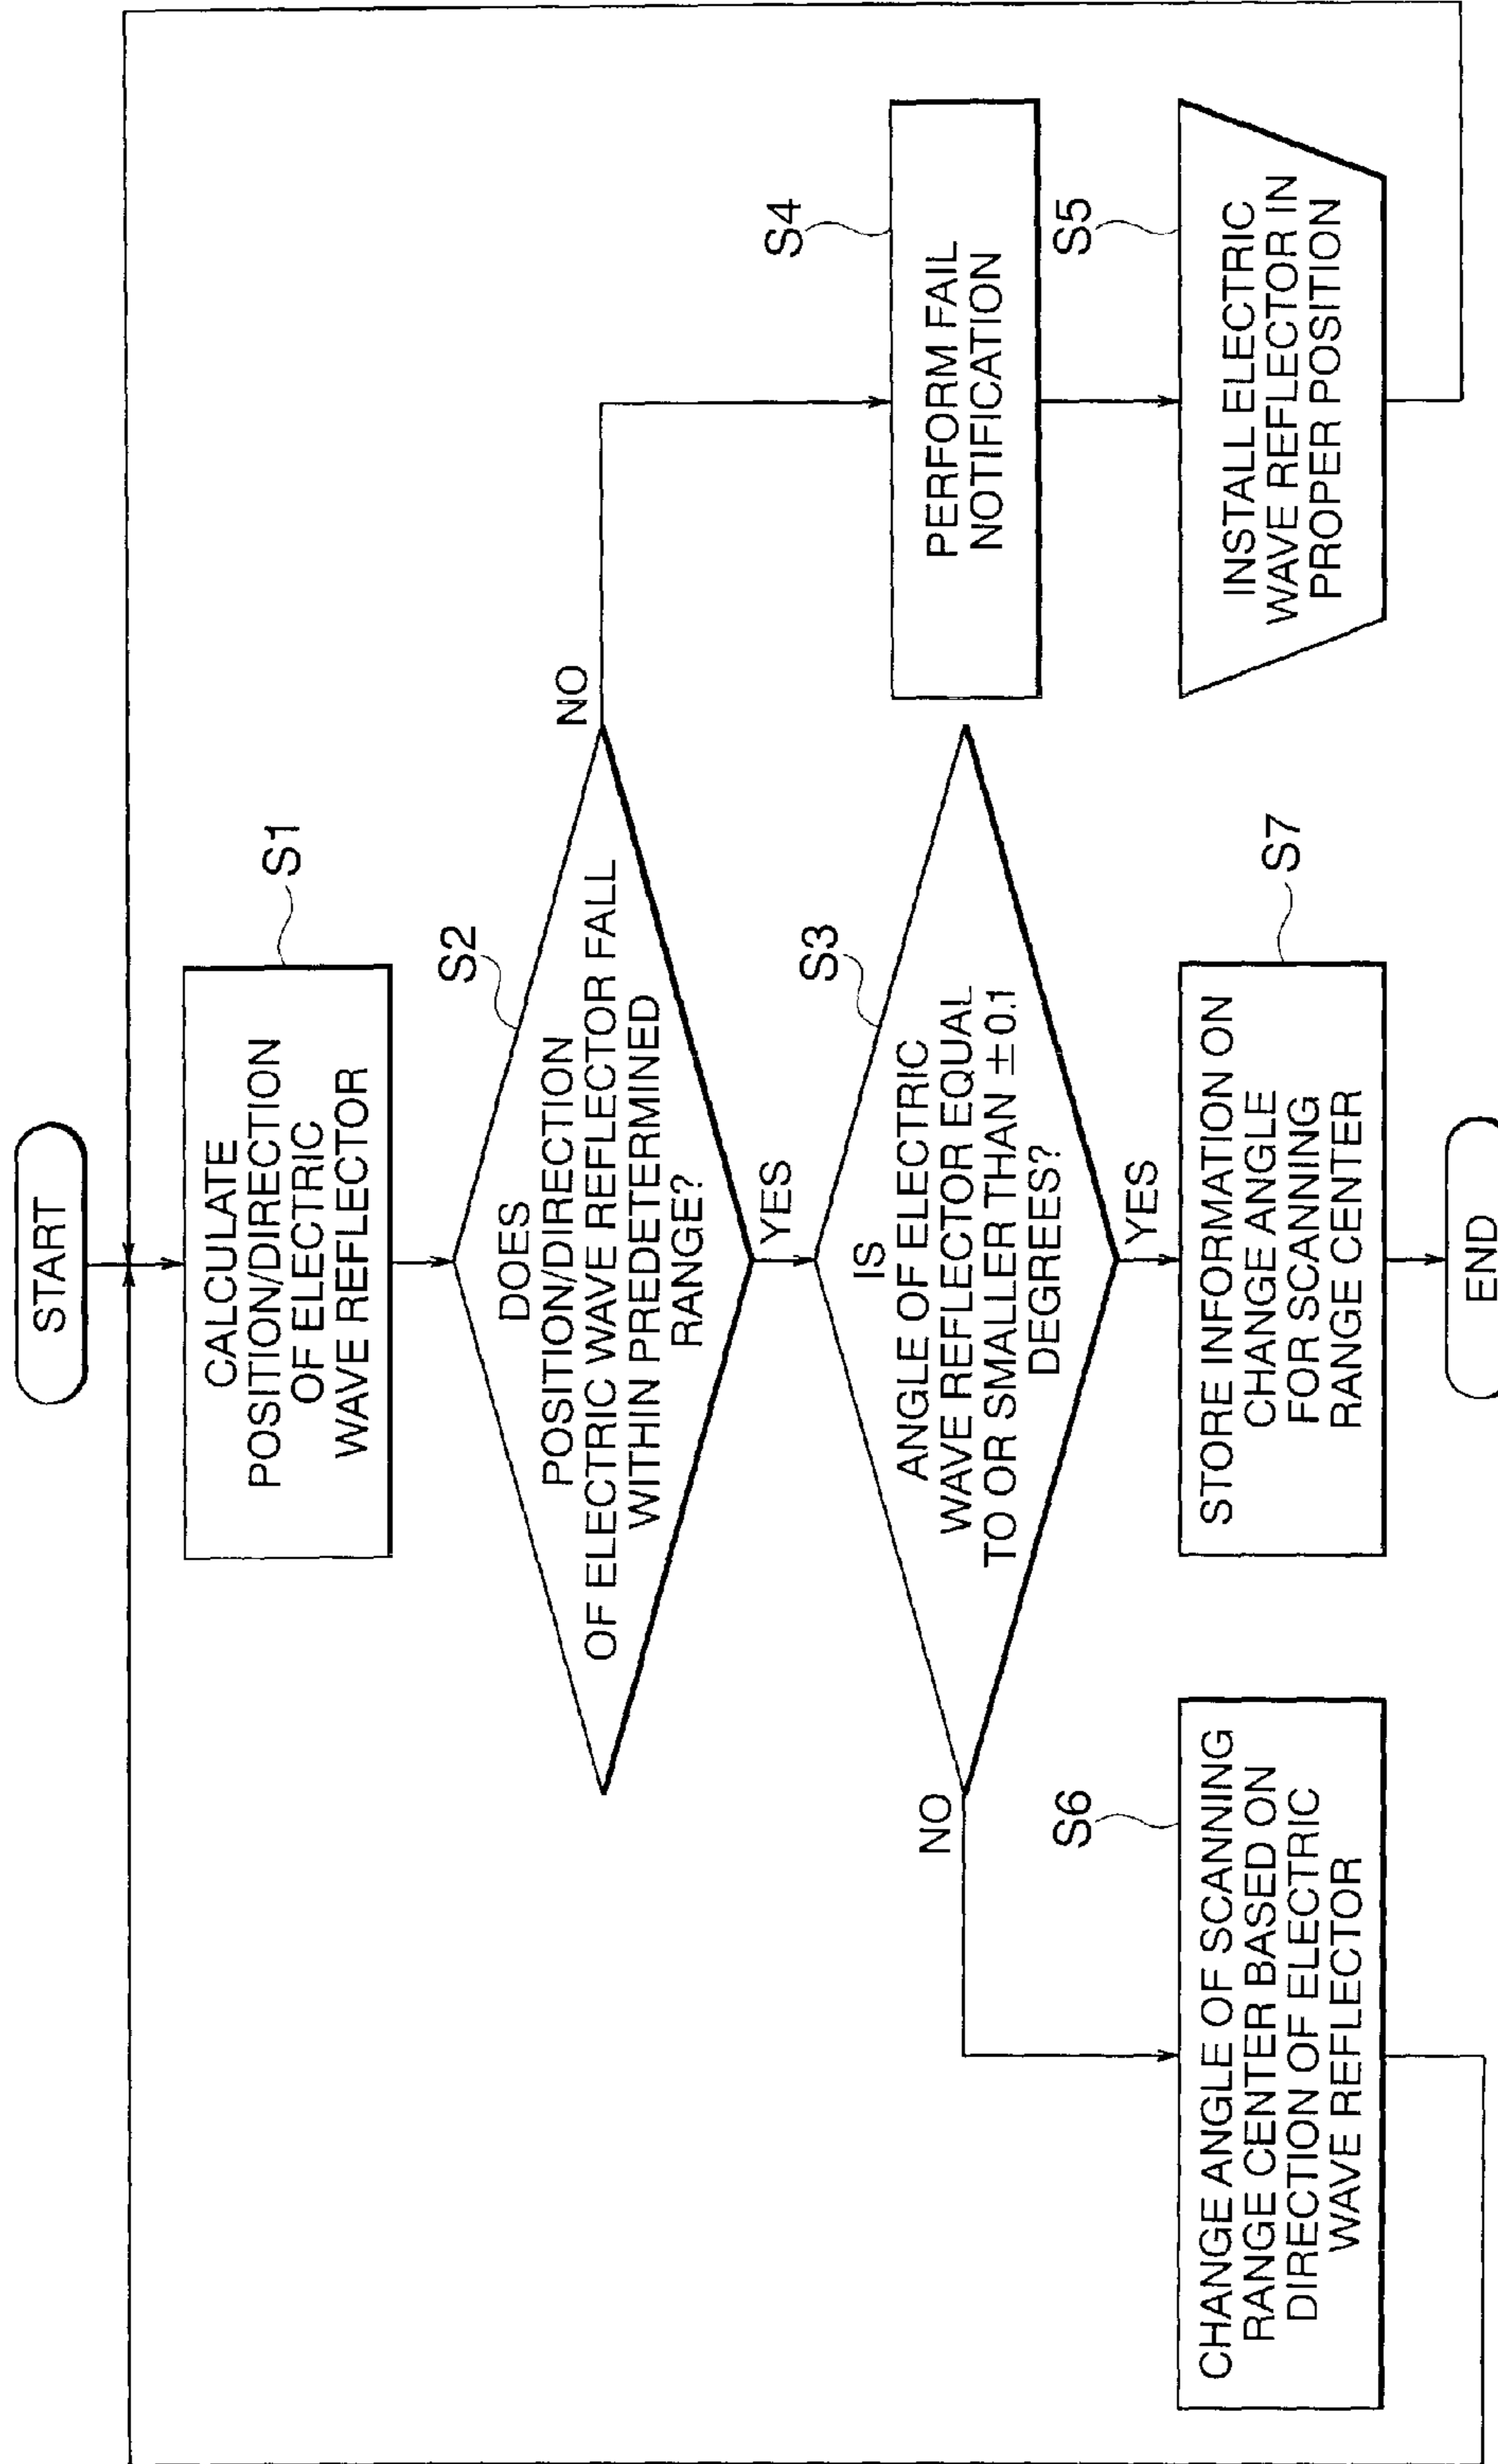 START
CALCULATE
POSITION/DIRECTION
OF ELECTRIC
WAVE REFLECTOR
S1
DOES
POSITION/DIRECTION
OF ELECTRIC WAVE REFLECTOR FALL
WITHIN PREDETERMINED
RANGE?
S2
NO
YES
IS
ANGLE OF ELECTRIC
WAVE REFLECTOR EQUAL
TO OR SMALLER THAN ±0.1
DEGREES?
S3
NO
YES
PERFORM FAIL
NOTIFICATION
S4
INSTALL ELECTRIC
WAVE REFLECTOR IN
PROPER POSITION
S5
CHANGE ANGLE OF SCANNING
RANGE CENTER BASED ON
DIRECTION OF ELECTRIC
WAVE REFLECTOR
S6
STORE INFORMATION ON
CHANGE ANGLE
FOR SCANNING
RANGE CENTER
S7
END